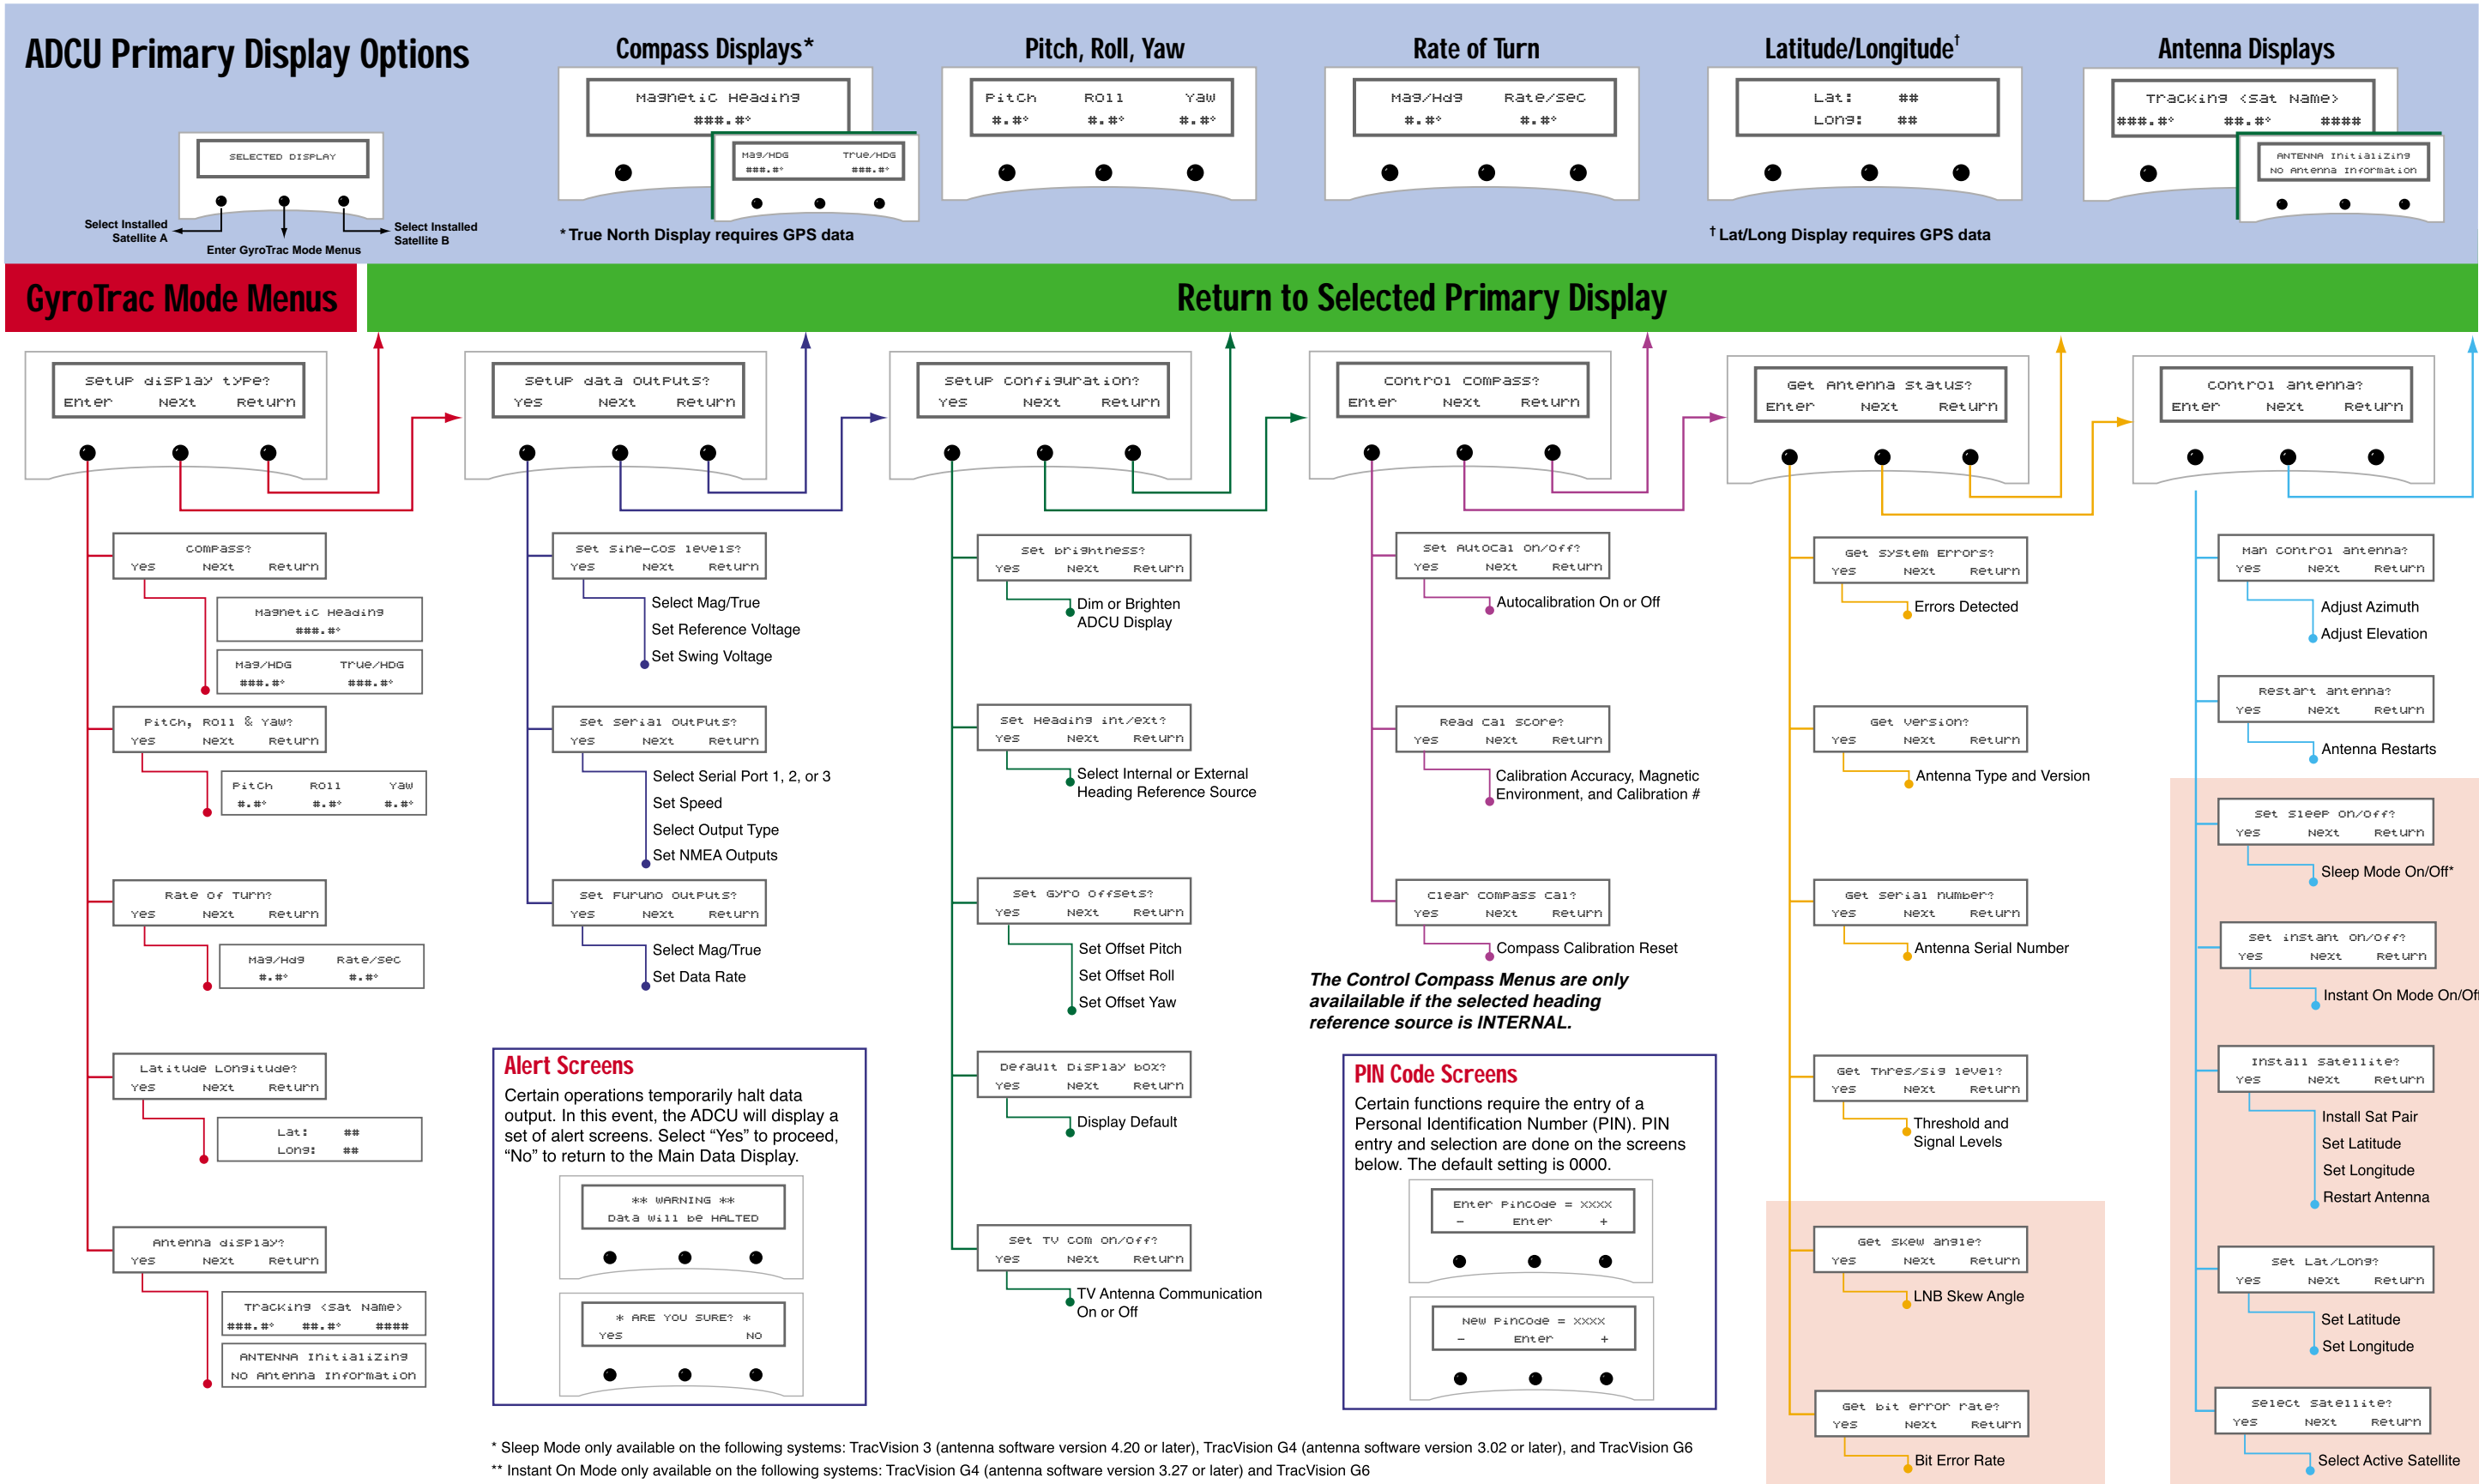 ADCU Primary Display Options
SELECTED DISPLAY
Select Installed
Satellite A
Enter GyroTrac Mode Menus
Select Installed
Satellite B
Compass Displays*
Magnetic Heading
###.#°
Mag/HDG True/HDG
###.#° ###.#°
* True North Display requires GPS data
Pitch, Roll, Yaw
Pitch Roll Yaw
#.#° #.#° #.#°
Rate of Turn
Mag/Hdg Rate/sec
#.#° #.#°
Latitude/Longitude†
Lat: ##
Long: ##
† Lat/Long Display requires GPS data
Antenna Displays
Tracking <Sat Name>
###.#° ##.#° ####
ANTENNA Initializing
No Antenna Information
GyroTrac Mode Menus
Return to Selected Primary Display
Setup display type?
Enter Next Return
Compass?
Yes Next Return
Magnetic Heading
###.#°
Mag/HDG True/HDG
###.#° ###.#°
Pitch, Roll & Yaw?
Yes Next Return
Pitch Roll Yaw
#.#° #.#° #.#°
Rate of Turn?
Yes Next Return
Mag/Hdg Rate/sec
#.#° #.#°
Latitude Longitude?
Yes Next Return
Lat: ##
Long: ##
Antenna display?
Yes Next Return
Tracking <Sat Name>
###.#° ##.#° ####
ANTENNA Initializing
No Antenna Information
Setup data outputs?
Yes Next Return
Set sine-cos levels?
Yes Next Return
Select Mag/True
Set Reference Voltage
Set Swing Voltage
Set serial outputs?
Yes Next Return
Select Serial Port 1, 2, or 3
Set Speed
Select Output Type
Set NMEA Outputs
Set Furuno outputs?
Yes Next Return
Select Mag/True
Set Data Rate
Alert Screens
Certain operations temporarily halt data
output. In this event, the ADCU will display a
set of alert screens. Select “Yes” to proceed,
“No” to return to the Main Data Display.
** WARNING **
Data will be HALTED
* ARE YOU SURE? *
Yes No
Setup Configuration?
Yes Next Return
Set brightness?
Yes Next Return
Dim or Brighten
ADCU Display
Set Heading int/ext?
Yes Next Return
Select Internal or External
Heading Reference Source
Set Gyro Offsets?
Yes Next Return
Set Offset Pitch
Set Offset Roll
Set Offset Yaw
Default Display box?
Yes Next Return
Display Default
Set TV com on/off?
Yes Next Return
TV Antenna Communication
On or Off
Control Compass?
Enter Next Return
Set Autocal On/Off?
Yes Next Return
Autocalibration On or Off
Read Cal Score?
Yes Next Return
Calibration Accuracy, Magnetic
Environment, and Calibration #
Clear Compass Cal?
Yes Next Return
Compass Calibration Reset
The Control Compass Menus are only
availailable if the selected heading
reference source is INTERNAL.
PIN Code Screens
Certain functions require the entry of a
Personal Identification Number (PIN). PIN
entry and selection are done on the screens
below. The default setting is 0000.
Enter Pincode = XXXX
- Enter +
New Pincode = XXXX
- Enter +
Get Antenna Status?
Enter Next Return
Get System Errors?
Yes Next Return
Errors Detected
Get Version?
Yes Next Return
Antenna Type and Version
Get serial number?
Yes Next Return
Antenna Serial Number
Get Thres/Sig level?
Yes Next Return
Threshold and
Signal Levels
Get skew angle?
Yes Next Return
LNB Skew Angle
Get bit error rate?
Yes Next Return
Bit Error Rate
Control antenna?
Enter Next Return
Man control antenna?
Yes Next Return
Adjust Azimuth
Adjust Elevation
Restart antenna?
Yes Next Return
Antenna Restarts
Set Sleep on/off?
Yes Next Return
Sleep Mode On/Off*
Set instant on/off?
Yes Next Return
Instant On Mode On/Off
Install Satellite?
Yes Next Return
Install Sat Pair
Set Latitude
Set Longitude
Restart Antenna
Set Lat/Long?
Yes Next Return
Set Latitude
Set Longitude
Select Satellite?
Yes Next Return
Select Active Satellite
* Sleep Mode only available on the following systems: TracVision 3 (antenna software version 4.20 or later), TracVision G4 (antenna software version 3.02 or later), and TracVision G6
** Instant On Mode only available on the following systems: TracVision G4 (antenna software version 3.27 or later) and TracVision G6